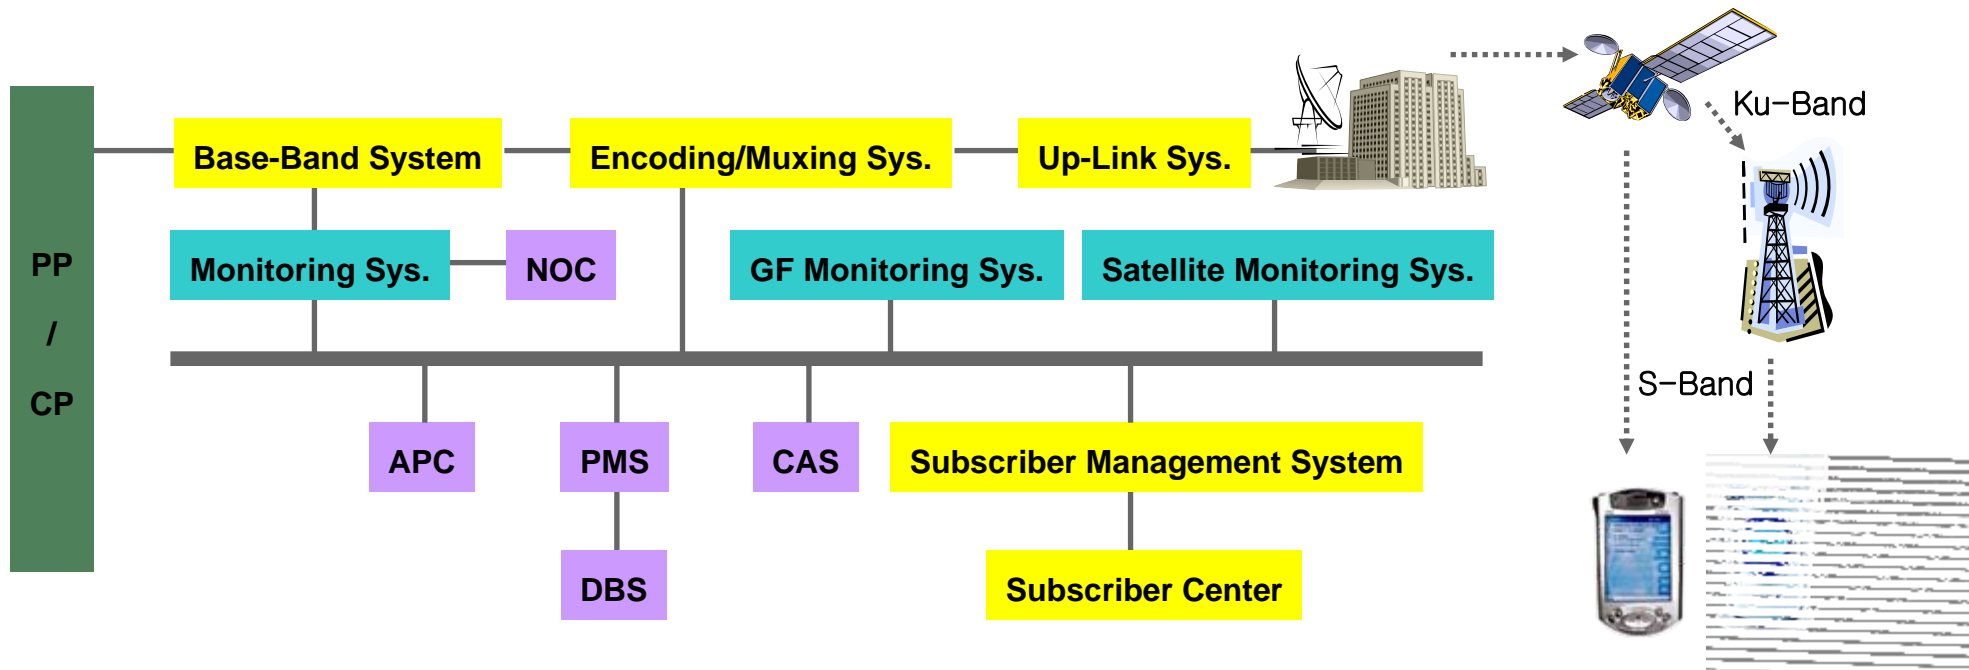 Ku-Band
Base-Band System
Encoding/Muxing Sys.
Up-Link Sys.
PP
/
CP
Monitoring Sys.
NOC
GF Monitoring Sys.
Satellite Monitoring Sys.
S-Band
APC
PMS
CAS
Subscriber Management System
DBS
Subscriber Center